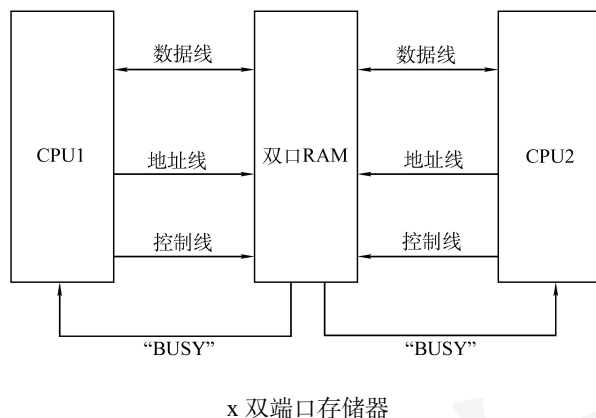 数据线 数据线
CPU1 地址线 双口RAM 地址线 CPU2
控制线 控制线
“BUSY” “BUSY”
x 双端口存储器